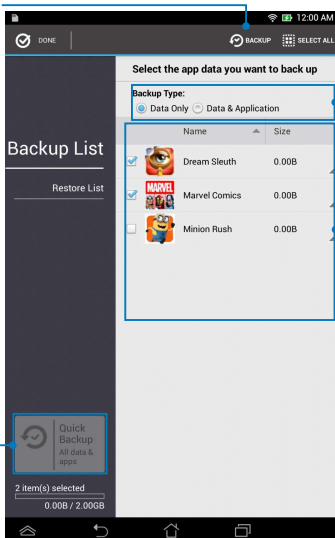 12:00 AM
DONE
BACKUP
SELECT ALL
Select the app data you want to back up
Backup Type:
Data Only
Data & Application
Name
Size
Backup List
Restore List
Dream Sleuth
0.00B
MARVEL
Marvel Comics
0.00B
Minion Rush
0.00B
Quick
Backup
All data &
apps
2 item(s) selected
0.00B / 2.00GB